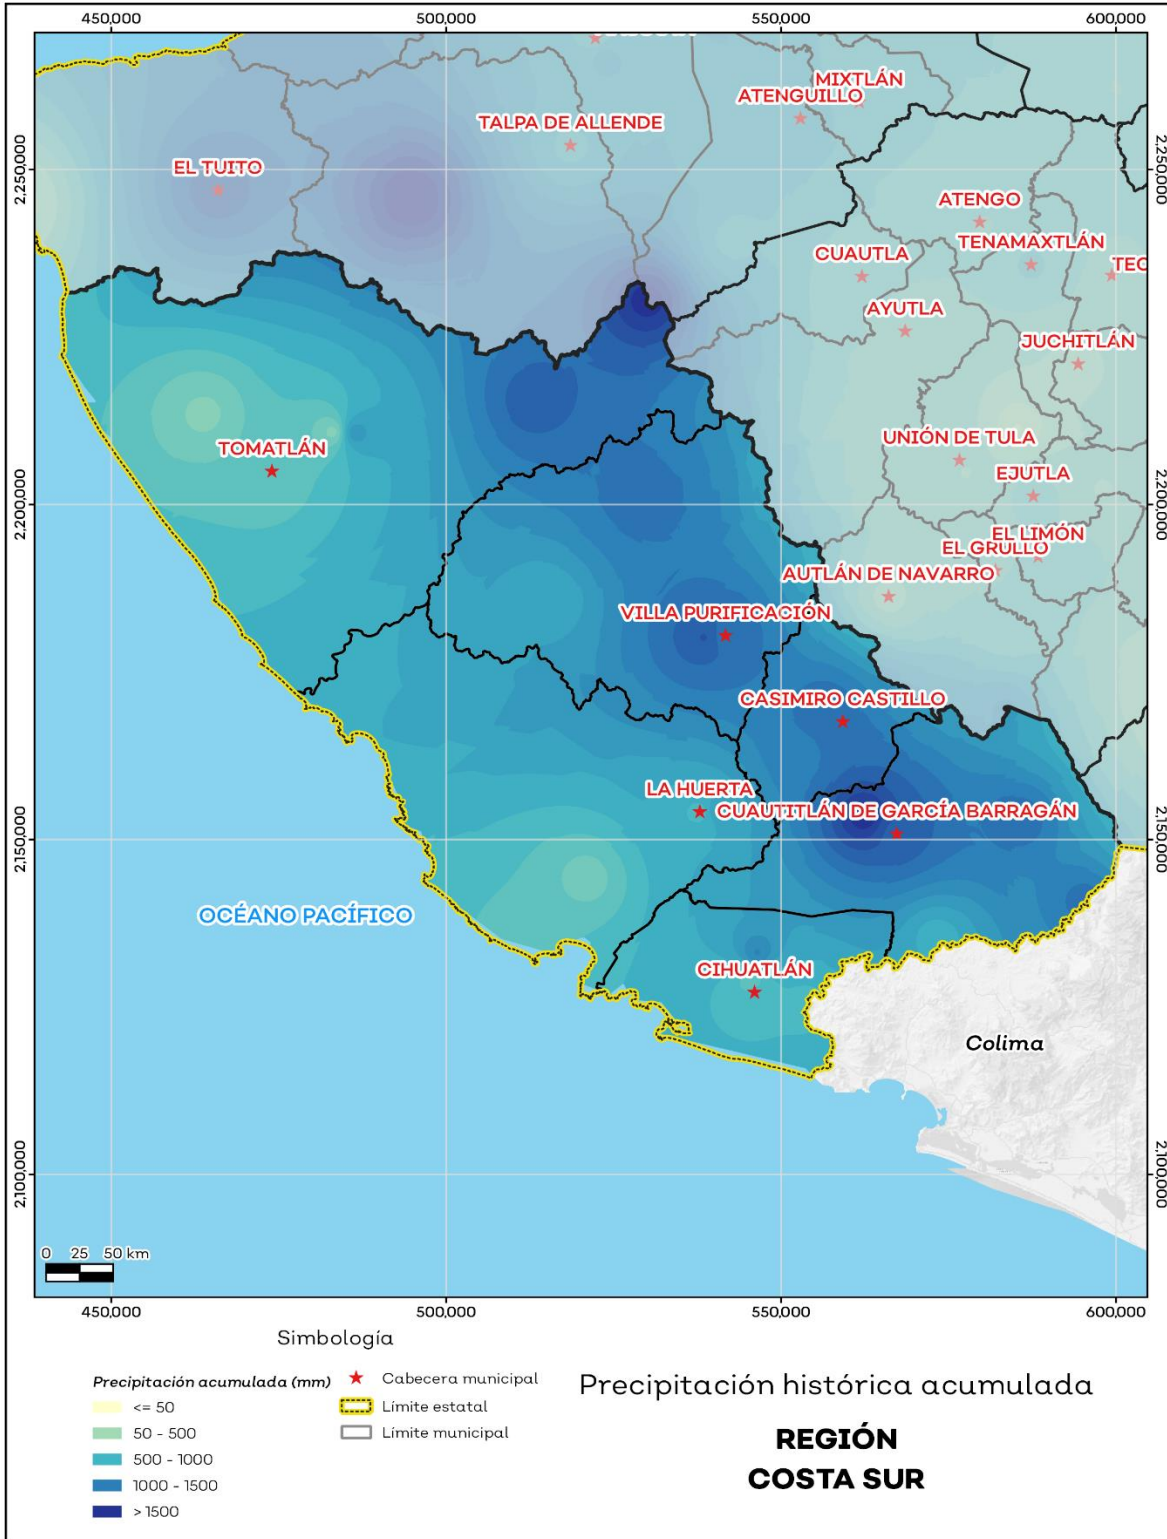 450,000
500,000
550,000
600,000
MIXTLÁN
ATENGUILLO
TALPA DE ALLENDE
EL TUITO
2,250,000
2,250,000
ATENGO
TENAMAXTLÁN
CUAUTLA
TEC
AYUTLA
JUCHITLÁN
UNIÓN DE TULA
TOMATLÁN
EJUTLA
2,200,000
2,200,000
EL LIMÓN
EL GRULLO
AUTLÁN DE NAVARRO
VILLA PURIFICACIÓN
CASIMIRO CASTILLO
LA HUERTA
CUAUTITLÁN DE GARCÍA BARRAGÁN
2,150,000
2,150,000
OCÉANO PACÍFICO
CIHUATLÁN
Colima
2,100,000
2,100,000
0 25 50 km
450,000
500,000
550,000
600,000
Simbología
Precipitación acumulada (mm)
<= 50
50 - 500
500 - 1000
1000 - 1500
> 1500
Cabecera municipal
Límite estatal
Límite municipal
Precipitación histórica acumulada
REGIÓN
COSTA SUR